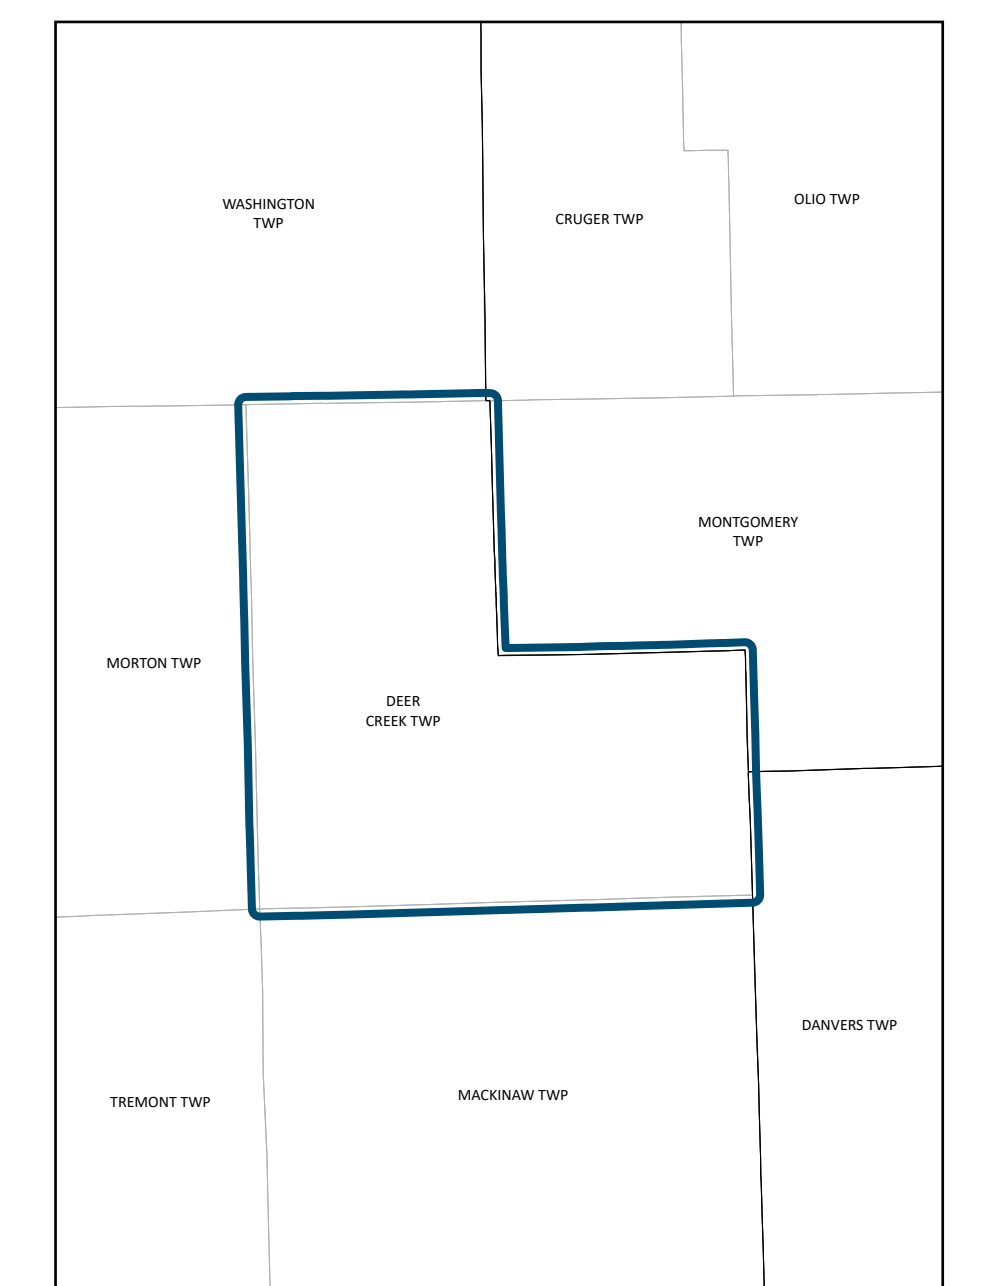 WASHINGTON
TWP
CRUGER TWP
OLIO TWP
MONTGOMERY
TWP
MORTON TWP
DEER
CREEK TWP
DANVERS TWP
TREMONT TWP
MACKINAW TWP